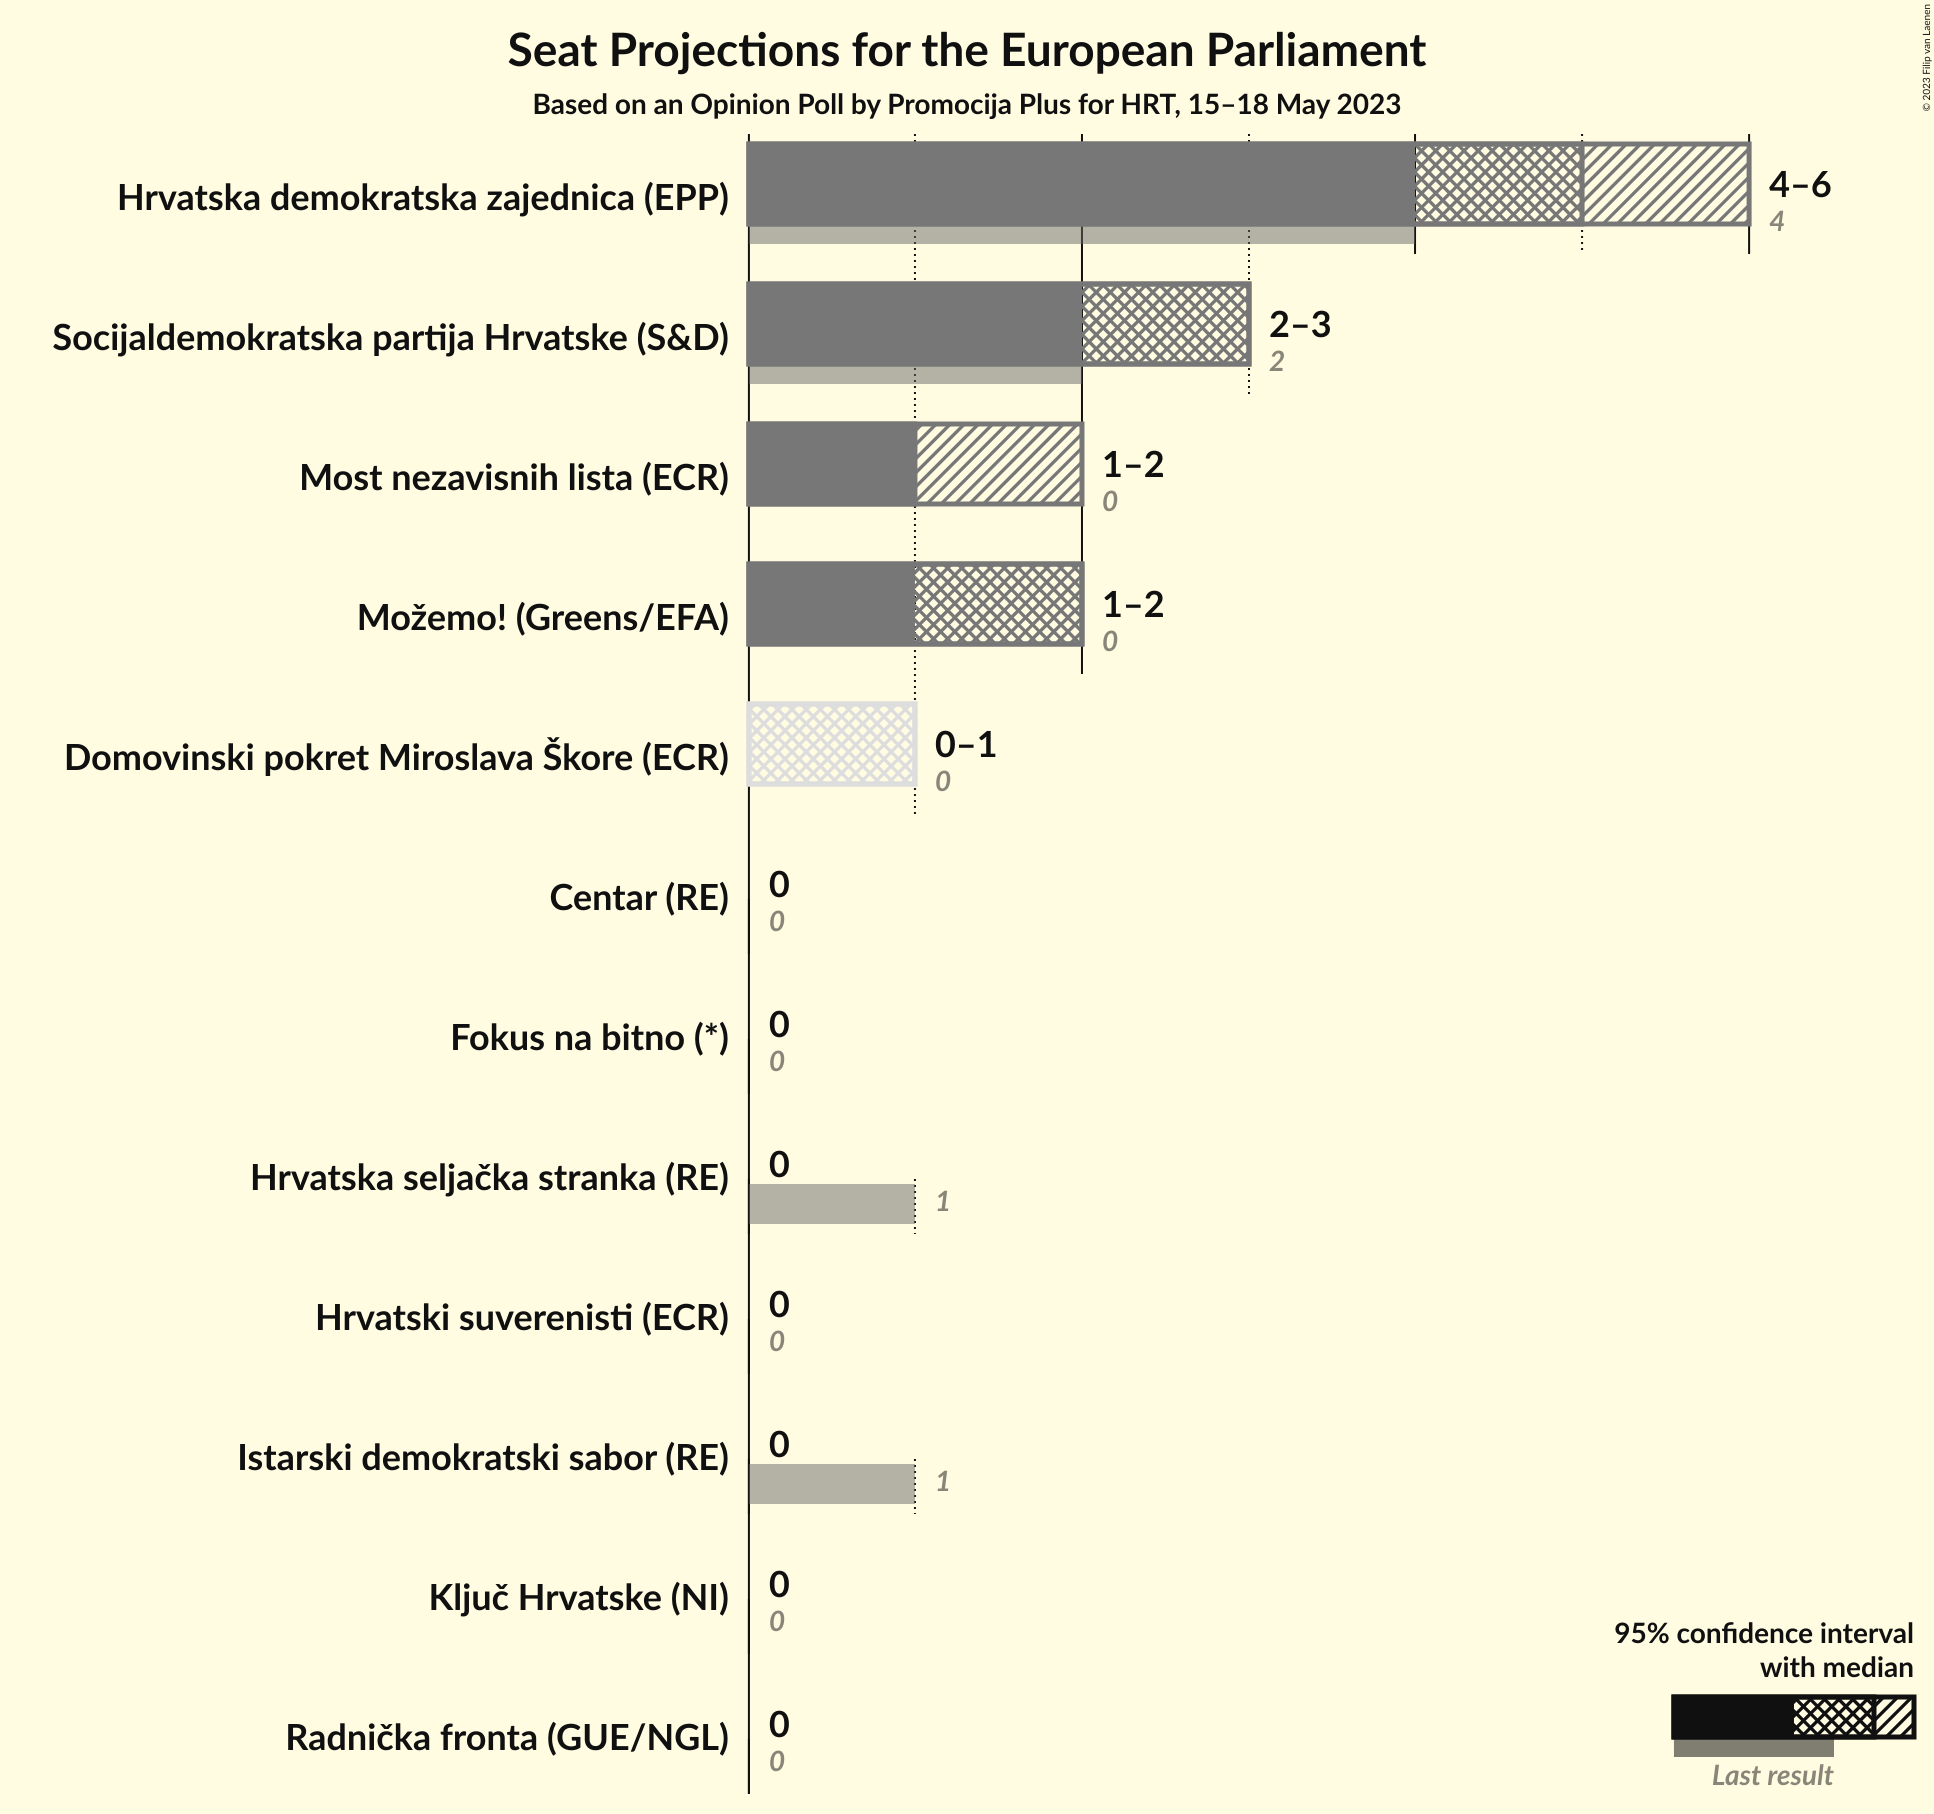 Seat Projections for the European Parliament
Based on an Opinion Poll by Promocija Plus for HRT, 15–18 May 2023
© 2023 Filip van Laenen
Hrvatska demokratska zajednica (EPP)
4–6
4
Socijaldemokratska partija Hrvatske (S&D)
2–3
2
Most nezavisnih lista (ECR)
1–2
0
Možemo! (Greens/EFA)
1–2
0
Domovinski pokret Miroslava Škore (ECR)
0–1
0
Centar (RE)
0
0
Fokus na bitno (*)
0
0
Hrvatska seljačka stranka (RE)
0
1
Hrvatski suverenisti (ECR)
0
0
Istarski demokratski sabor (RE)
0
1
Ključ Hrvatske (NI)
0
0
Radnička fronta (GUE/NGL)
0
0
95% confidence interval
with median
Last result